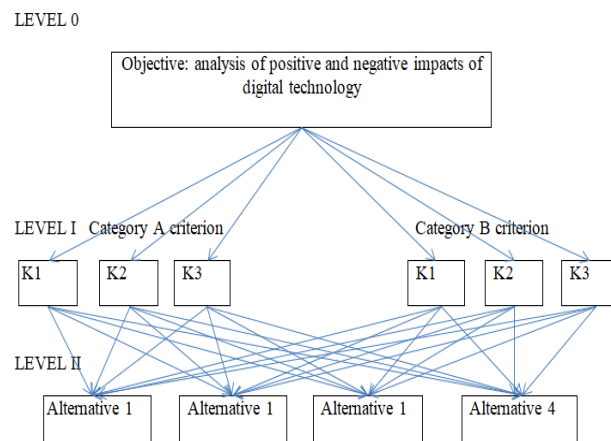 LEVEL 0
Objective: analysis of positive and negative impacts of
digital technology
LEVEL I Category A criterion Category B criterion
K1 K2 K3 K1 K2 K3
LEVEL II
Alternative 1 Alternative 1 Alternative 1 Alternative 4